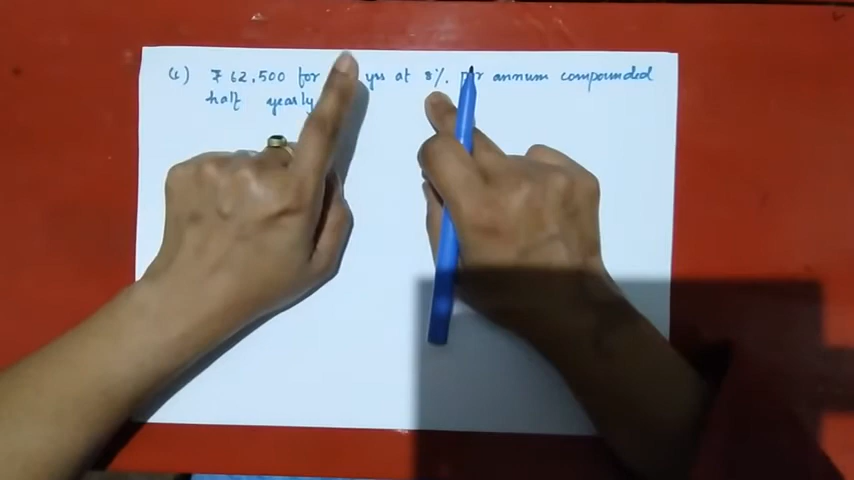 (c) ₹ 62,500 for yrs at 8%. per annum compounded
half yearly